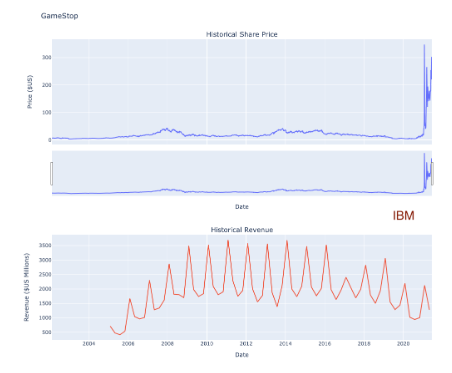 GameStop
Historical Share Price
300
200
100
0
Price ($US)
Date
IBM
Historical Revenue
3500
3000
2500
2000
1500
1000
500
Revenue ($US Millions)
2004 2006 2008 2010 2012 2014 2016 2018 2020
Date